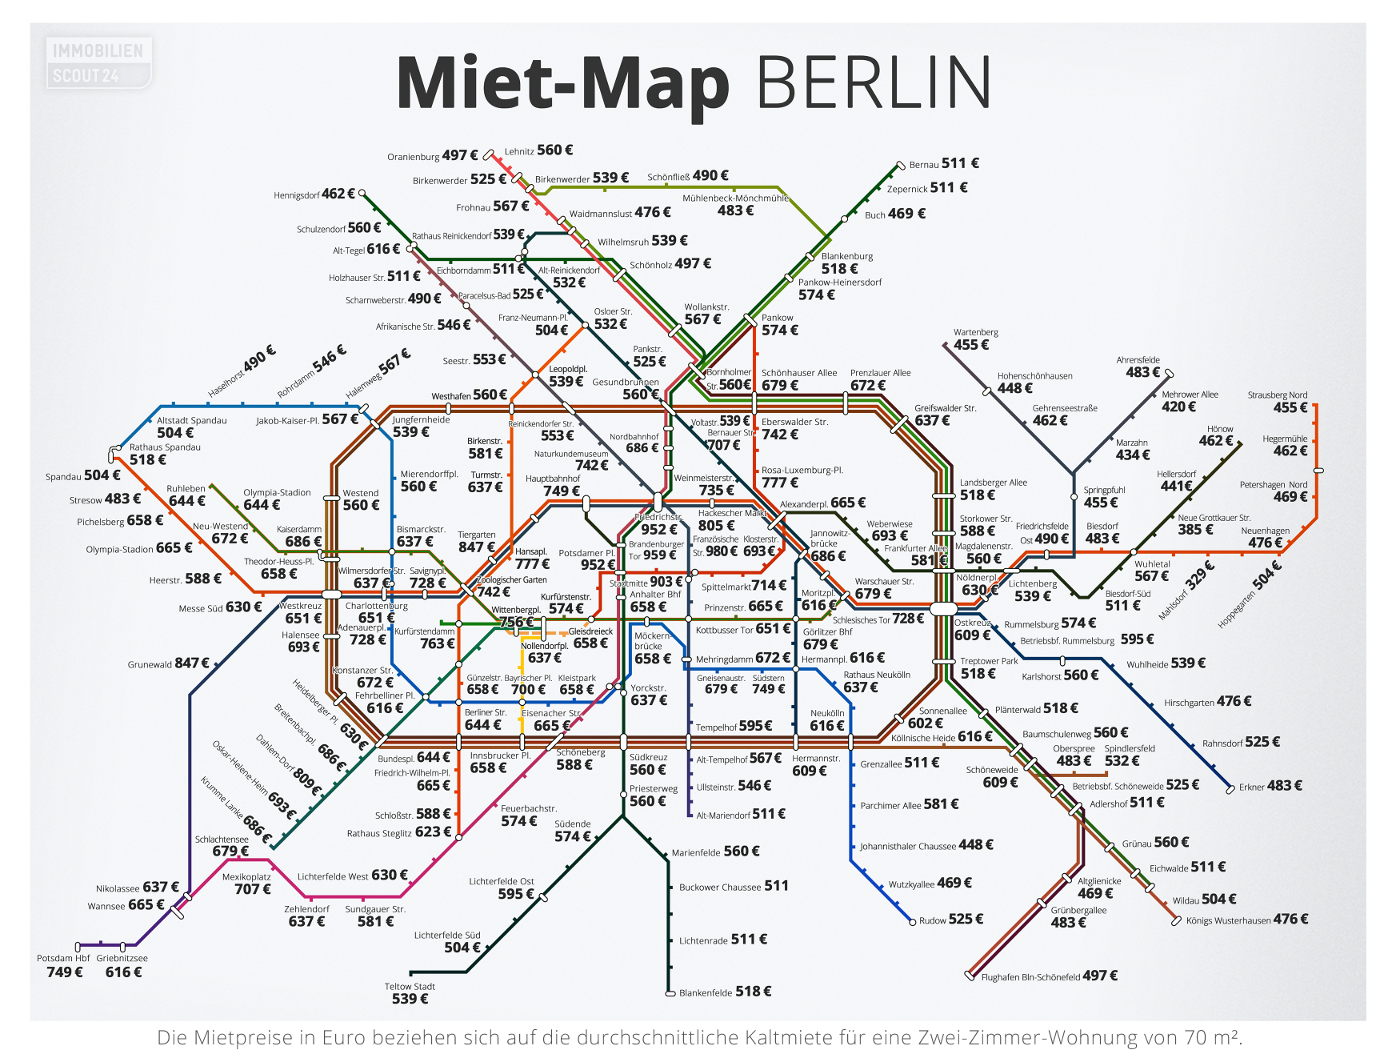 IMMOBILIEN
SCOUT24
Miet-Map BERLIN
Oranienburg 497 €
Lehnitz 560 €
Birkenwerder 525 €
Birkenwerder 539 €
Schönfließ 490 €
Mühlenbeck-Mönchmühle
483 €
Bernau 511 €
Zepernick 511 €
Buch 469 €
Hennigsdorf 462 €
Frohnau 567 €
Waidmannslust 476 €
Schulzendorf 560 €
Rathaus Reinickendorf 539 €
Wilhelmsruh 539 €
Alt-Tegel 616 €
Eichborndamm 511 €
Alt-Reinickendorf
532 €
Schönholz 497 €
Blankenburg
518 €
Holzhauser Str. 511 €
Pankow-Heinersdorf
574 €
Scharnweberstr. 490 €
Paracelsus-Bad 525 €
Wollankstr.
567 €
Pankow
574 €
Afrikanische Str. 546 €
Franz-Neumann-Pl.
504 €
Osloer Str.
532 €
Wartenberg
455 €
Seestr. 553 €
Pankstr.
525 €
Leopoldpl.
539 €
Gesundbrunnen
560 €
Bornholmer
Str. 560 €
Schönhauser Allee
679 €
Prenzlauer Allee
672 €
Hohenschönhausen
448 €
Ahrensfelde
483 €
Haselhorst 490 €
Rohrdamm 546 €
Halemweg 567 €
Westhafen 560 €
Mehrower Allee
420 €
Strausberg Nord
455 €
Altstadt Spandau
504 €
Jakob-Kaiser-Pl. 567 €
Jungfernheide
539 €
Reinickendorfer Str.
553 €
Voltastr. 539 €
Bernauer Str.
707 €
Eberswalder Str.
742 €
Greifswalder Str.
637 €
Gehrenseestraße
462 €
Marzahn
434 €
Hönow
462 €
Hegermühle
462 €
Rathaus Spandau
518 €
Birkenstr.
581 €
Nordbahnhof
686 €
Naturkundemuseum
742 €
Spandau 504 €
Mierendorffpl.
560 €
Turmstr.
637 €
Rosa-Luxemburg-Pl.
777 €
Landsberger Allee
518 €
Springpfuhl
455 €
Hellersdorf
441€
Petershagen Nord
469 €
Stresow 483 €
Ruhleben
644 €
Olympia-Stadion
644 €
Westend
560 €
Hauptbahnhof
749 €
Weinmeisterstr.
735 €
Alexanderpl. 665 €
Pichelsberg 658 €
Neu-Westend
672 €
Kaiserdamm
686 €
Bismarckstr.
637 €
Friedrichstr.
952 €
Hackescher Markt
805 €
Weberwiese
693 €
Storkower Str.
588 €
Friedrichsfelde
Ost 490 €
Biesdorf
483 €
Neue Grottkauer Str.
385 €
Neuenhagen
476 €
Olympia-Stadion 665 €
Theodor-Heuss-Pl.
658 €
Tiergarten
847 €
Hansapl.
777 €
Potsdamer Pl.
952 €
Brandenburger
Tor 959 €
Französische
Str. 980 €
Klosterstr.
693 €
Jannowitz-
brücke
686 €
Frankfurter Allee
581 €
Magdalenenstr.
560 €
Heerstr. 588 €
Wilmersdorfer Str.
637 €
Savignypl.
728 €
Zoologischer Garten
742 €
Stadtmitte 903 €
Spittelmarkt 714 €
Warschauer Str.
679 €
Nöldnerpl.
630 €
Lichtenberg
539 €
Wuhletal
567 €
Mahlsdorf 329 €
Hoppegarten 504 €
Messe Süd 630 €
Westkreuz
651 €
Charlottenburg
651 €
Kurfürstenstr.
574 €
Anhalter Bhf
658 €
Prinzenstr. 665 €
Moritzpl.
616 €
Schlesisches Tor 728 €
Biesdorf-Süd
511 €
Halensee
693 €
Adenauerpl.
728 €
Kurfürstendamm
763 €
Wittenbergpl.
756 €
Gleisdreieck
658 €
Möckern-
brücke
658 €
Kottbusser Tor 651 €
Görlitzer Bhf
679 €
Ostkreuz
609 €
Rummelsburg 574 €
Betriebsbf. Rummelsburg 595 €
Grunewald 847 €
Nollendorfpl.
637 €
Mehringdamm 672 €
Hermannpl. 616 €
Treptower Park
518 €
Karlshorst 560 €
Wuhlheide 539 €
Konstanzer Str.
672 €
Günzelstr.
658 €
Bayrischer Pl.
700 €
Kleistpark
658 €
Yorckstr.
637 €
Gneisenaustr.
679 €
Südstern
749 €
Rathaus Neukölln
637 €
Fehrbelliner Pl.
616 €
Hirschgarten
476 €
Heidelberger Pl. 630 €
Berliner Str.
644 €
Eisenacher Str.
665 €
Tempelhof 595 €
Neukölln
616 €
Sonnenallee
602 €
Plänterwald 518 €
Breitenbachpl. 686 €
Köllnische Heide 616 €
Baumschulenweg 560 €
Rahnsdorf 525 €
Dahlem-Dorf 809 €
Bundespl. 644 €
Innsbrucker Pl.
658 €
Schöneberg
588 €
Südkreuz
560 €
Alt-Tempelhof 567 €
Hermannstr.
609 €
Grenzallee 511 €
Schöneweide
609 €
Oberspree
483 €
Spindlersfeld
532 €
Oskar-Helene-Heim 693 €
Friedrich-Wilhelm-Pl.
665 €
Priesterweg
560 €
Ullsteinstr. 546 €
Betriebsbf. Schöneweide 525 €
Erkner 483 €
Krumme Lanke 686 €
Schloßstr. 588 €
Feuerbachstr.
574 €
Alt-Mariendorf 511 €
Parchimer Allee 581 €
Adlershof 511 €
Rathaus Steglitz 623 €
Südende
574 €
Schlachtensee
679 €
Marienfelde 560 €
Johannisthaler Chaussee 448 €
Grünau 560 €
Mexikoplatz
707 €
Lichterfelde West 630 €
Lichterfelde Ost
595 €
Buckower Chaussee 511
Wutzkyallee 469 €
Eichwalde 511 €
Nikolassee 637 €
Altglienicke
469 €
Wannsee 665 €
Zehlendorf
637 €
Sundgauer Str.
581 €
Rudow 525 €
Grünbergallee
483 €
Wildau 504 €
Königs Wusterhausen 476 €
Lichterfelde Süd
504 €
Lichtenrade 511 €
Potsdam Hbf
749 €
Griebnitzsee
616 €
Flughafen Bln-Schönefeld 497 €
Teltow Stadt
539 €
Blankenfelde 518 €
Die Mietpreise in Euro beziehen sich auf die durchschnittliche Kaltmiete für eine Zwei-Zimmer-Wohnung von 70 m².